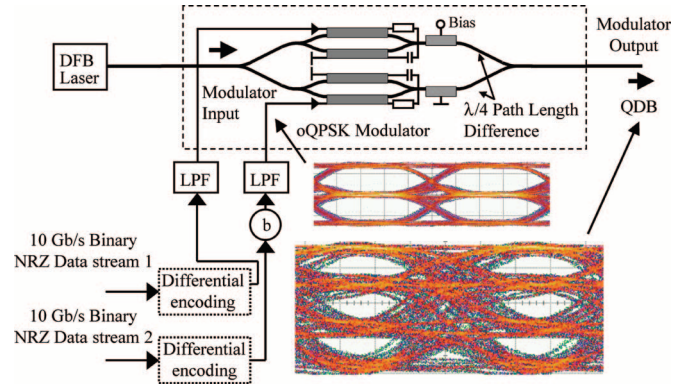 Bias
Modulator
Output
DFB
Laser
Modulator
Input
λ/4 Path Length
Difference
QDB
oQPSK Modulator
LPF
LPF
b
10 Gb/s Binary
NRZ Data stream 1
Differential
encoding
10 Gb/s Binary
NRZ Data stream 2
Differential
encoding